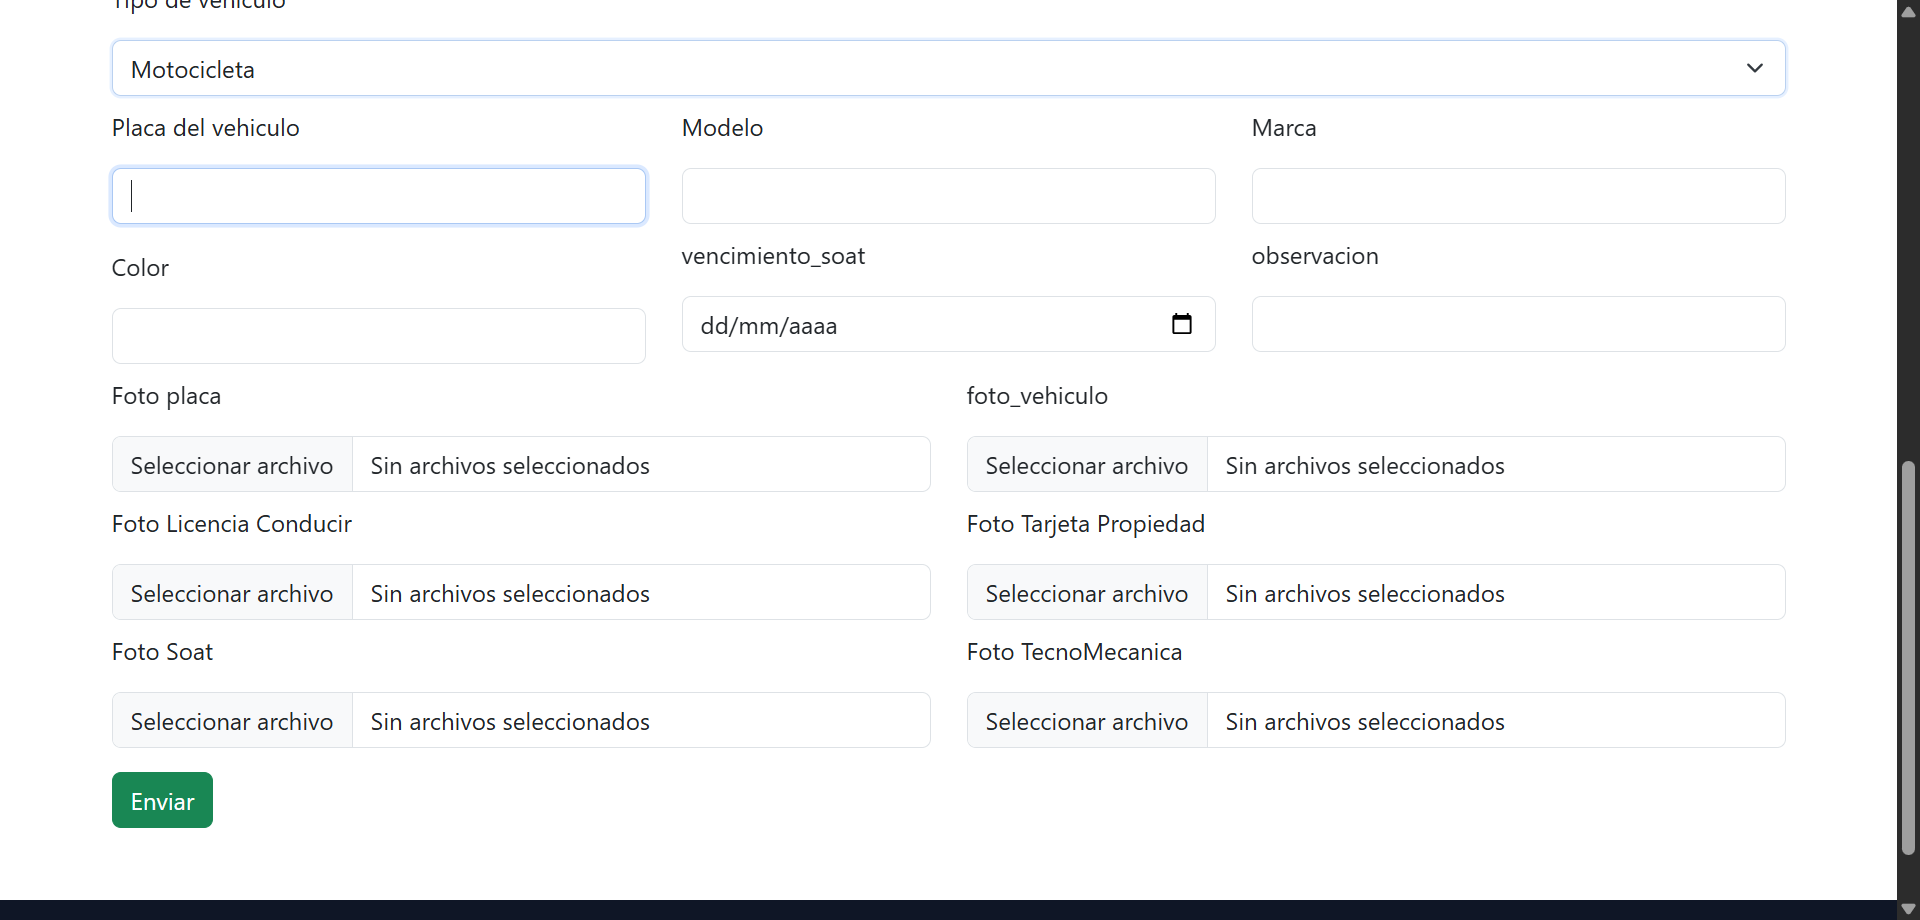 Tipo de vehiculo
Motocicleta
Placa del vehiculo
Modelo
Marca
Color
vencimiento_soat
observacion
dd/mm/aaaa
Foto placa
foto_vehiculo
Seleccionar archivo Sin archivos seleccionados
Seleccionar archivo Sin archivos seleccionados
Foto Licencia Conducir
Foto Tarjeta Propiedad
Seleccionar archivo Sin archivos seleccionados
Seleccionar archivo Sin archivos seleccionados
Foto Soat
Foto TecnoMecanica
Seleccionar archivo Sin archivos seleccionados
Seleccionar archivo Sin archivos seleccionados
Enviar